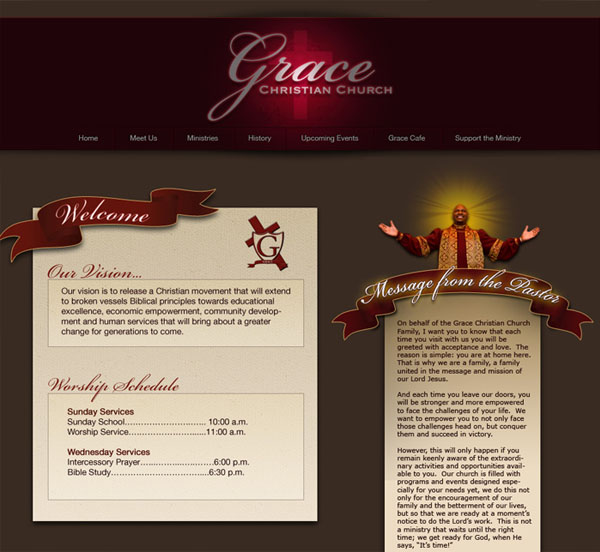 Grace
CHRISTIAN CHURCH
Home Meet Us Ministries History Upcoming Events Grace Cafe Support the Ministry
Welcome
G
Our Vision...
Our vision is to release a Christian movement that will extend
to broken vessels Biblical principles towards educational
excellence, economic empowerment, community develop-
ment and human services that will bring about a greater
change for generations to come.
Worship Schedule
Sunday Services
Sunday School.............................. 10:00 a.m.
Worship Service............................11:00 a.m.
Wednesday Services
Intercessory Prayer..........................6:00 p.m.
Bible Study...................................6:30 p.m.
Message from the Pastor
On behalf of the Grace Christian Church
Family, I want you to know that each
time you visit with us you will be
greeted with acceptance and love. The
reason is simple: you are at home here.
That is why we are a family, a family
united in the message and mission of
our Lord Jesus.
And each time you leave our doors, you
will be stronger and more empowered
to face the challenges of your life. We
want to empower you to not only face
those challenges head on, but conquer
them and succeed in victory.
However, this will only happen if you
remain keenly aware of the extraordi-
nary activities and opportunities avail-
able to you. Our church is filled with
programs and events designed espe-
cially for your needs yet, we do this not
only for the encouragement of our
family and the betterment of our lives,
but so that we are ready at a moment's
notice to do the Lord's work. This is not
a ministry that waits until the right
time; we get ready for God, when He
says, "It's time!"